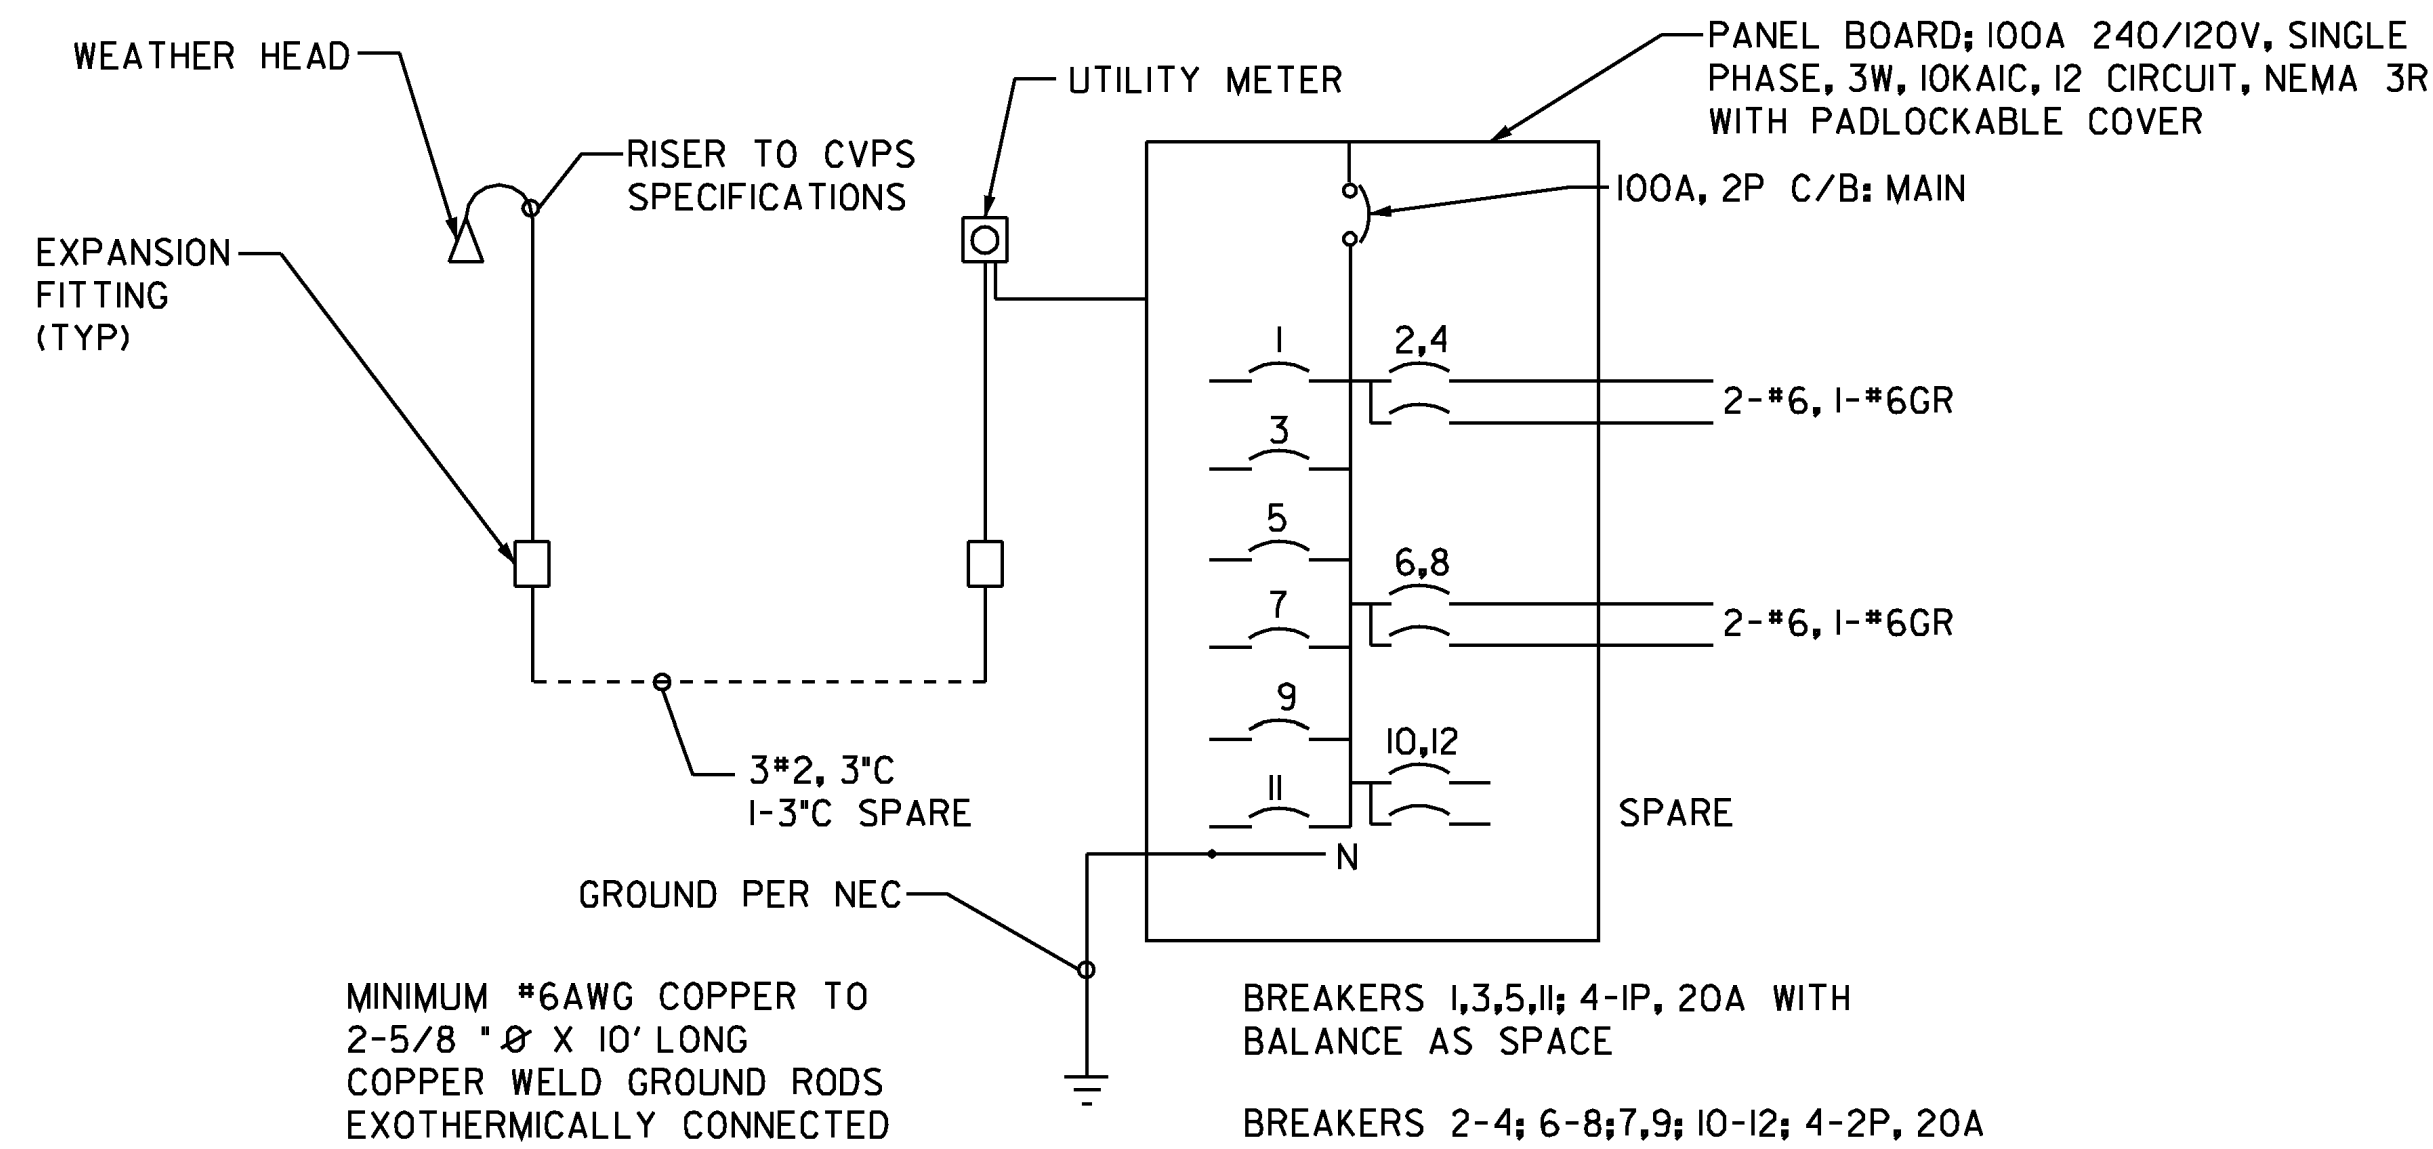 WEATHER HEAD
EXPANSION
FITTING
(TYP)
RISER TO CVPS
SPECIFICATIONS
UTILITY METER
PANEL BOARD; 100A 240/120V, SINGLE
PHASE, 3W, 10KAIC, 12 CIRCUIT, NEMA 3R
WITH PADLOCKABLE COVER
100A, 2P C/B: MAIN
1
2,4
2-#6, 1-#6GR
3
5
6,8
2-#6, 1-#6GR
7
9
10,12
11
SPARE
N
3#2, 3"C
1-3"C SPARE
GROUND PER NEC
MINIMUM #6AWG COPPER TO
2-5/8 "Ø X 10' LONG
COPPER WELD GROUND RODS
EXOTHERMICALLY CONNECTED
BREAKERS 1,3,5,11; 4-1P, 20A WITH
BALANCE AS SPACE
BREAKERS 2-4; 6-8;7,9; 10-12; 4-2P, 20A